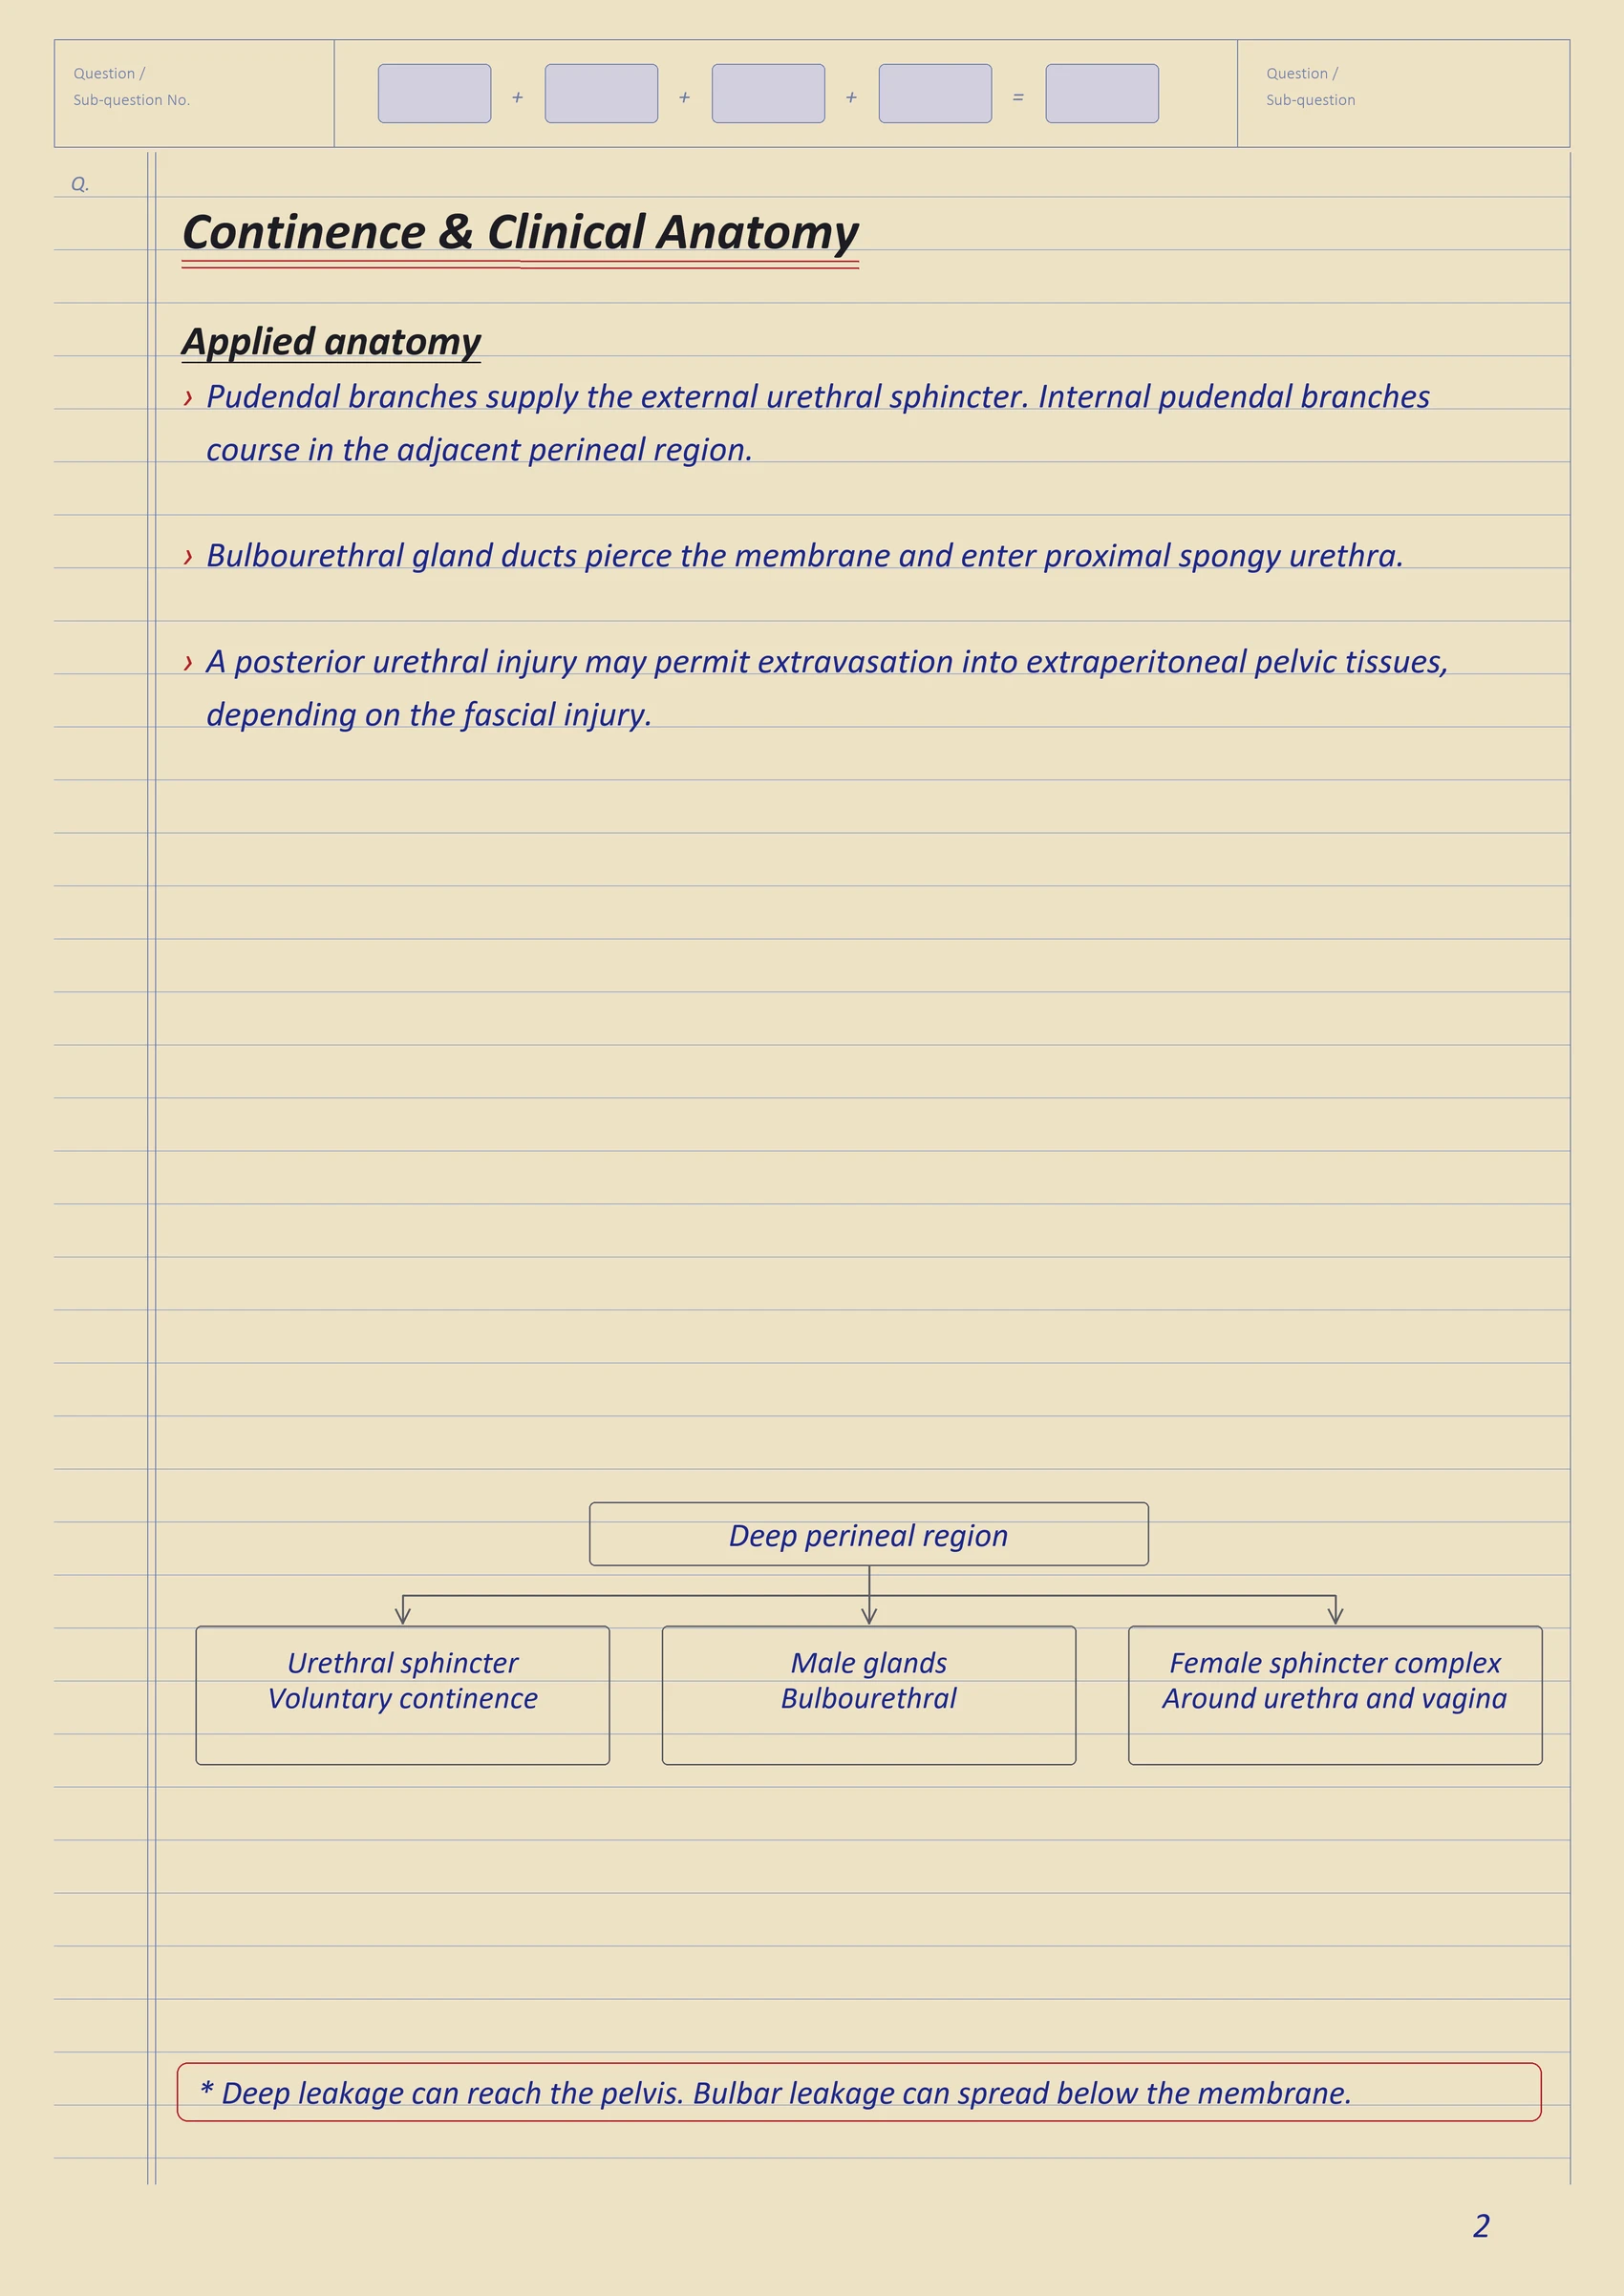 Question /
Sub-question No.
+ + + =
Question /
Sub-question
Q.
Continence & Clinical Anatomy
Applied anatomy
› Pudendal branches supply the external urethral sphincter. Internal pudendal branches
course in the adjacent perineal region.
› Bulbourethral gland ducts pierce the membrane and enter proximal spongy urethra.
› A posterior urethral injury may permit extravasation into extraperitoneal pelvic tissues,
depending on the fascial injury.
Deep perineal region
Urethral sphincter
Voluntary continence
Male glands
Bulbourethral
Female sphincter complex
Around urethra and vagina
* Deep leakage can reach the pelvis. Bulbar leakage can spread below the membrane.
2